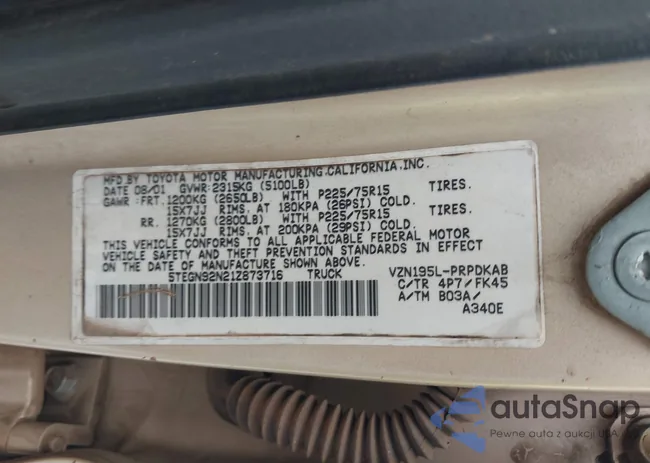 MFD.BY TOYOTA MOTOR MANUFACTURING.CALIFORNIA.INC.
DATE 08/01 GVWR:2315KG (5100LB)
GAWR:FRT.1200KG (2650LB) WITH P225/75R15 TIRES.
15X7JJ RIMS. AT 180KPA (26PSI) COLD.
RR. 1270KG (2800LB) WITH P225/75R15 TIRES.
15X7JJ RIMS. AT 200KPA (29PSI) COLD.
THIS VEHICLE CONFORMS TO ALL APPLICABLE FEDERAL MOTOR
VEHICLE SAFETY AND THEFT PREVENTION STANDARDS IN EFFECT
ON THE DATE OF MANUFACTURE SHOWN ABOVE.
5TEGN92N21Z873716 TRUCK VZN195L-PRPDKAB
C/TR 4P7/FK45
A/TM B03A/
A340E
autaSnap
Pewne auta z aukcji USA